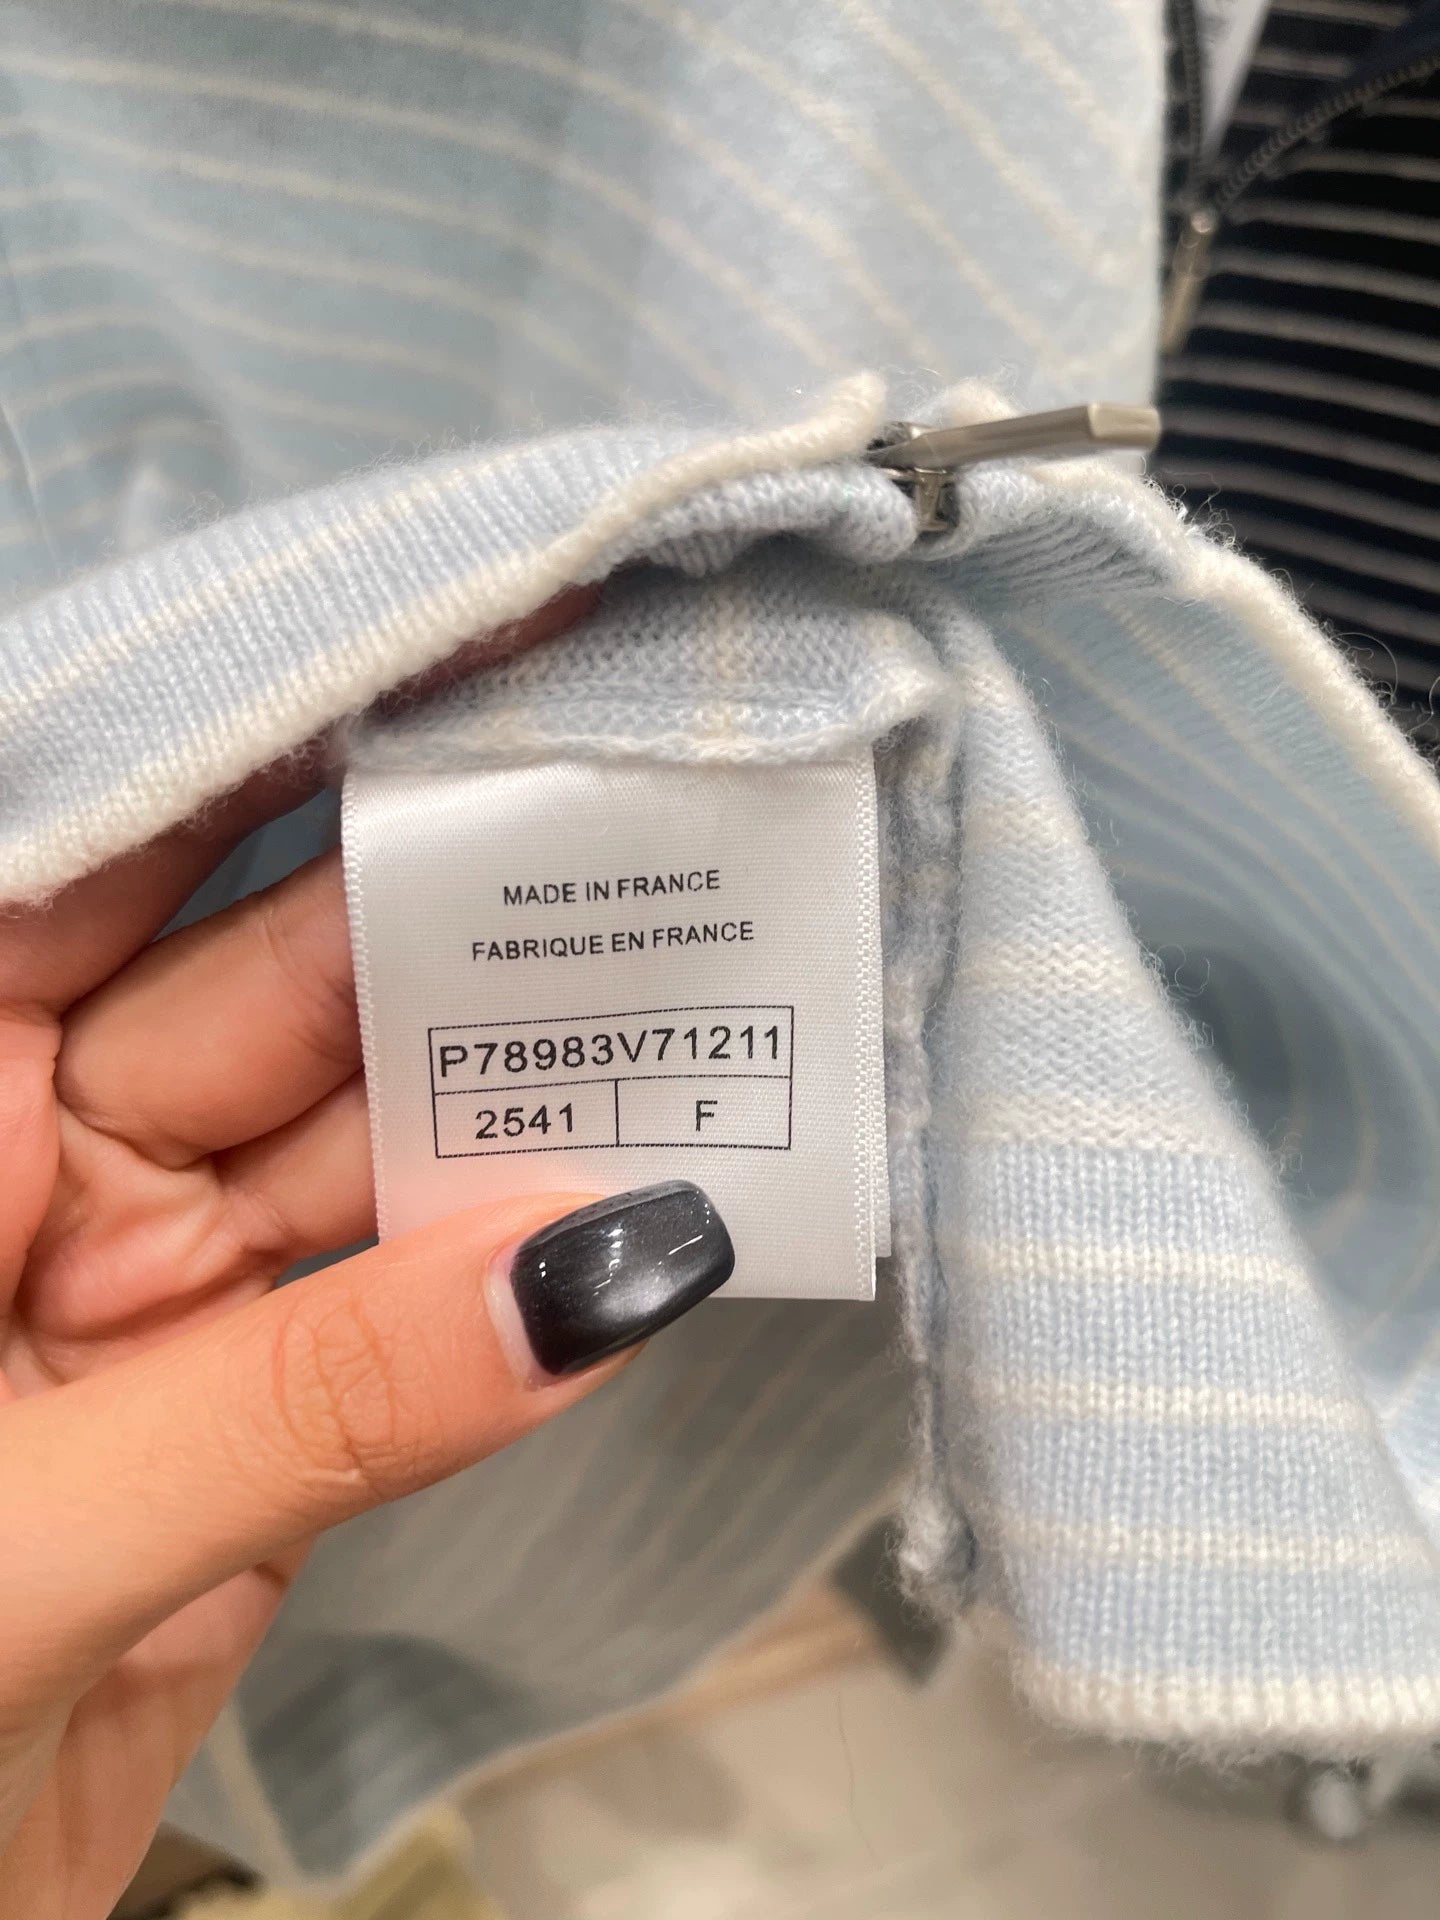 MADE IN FRANCE
FABRIQUE EN FRANCE
P78983V71211
2541 F